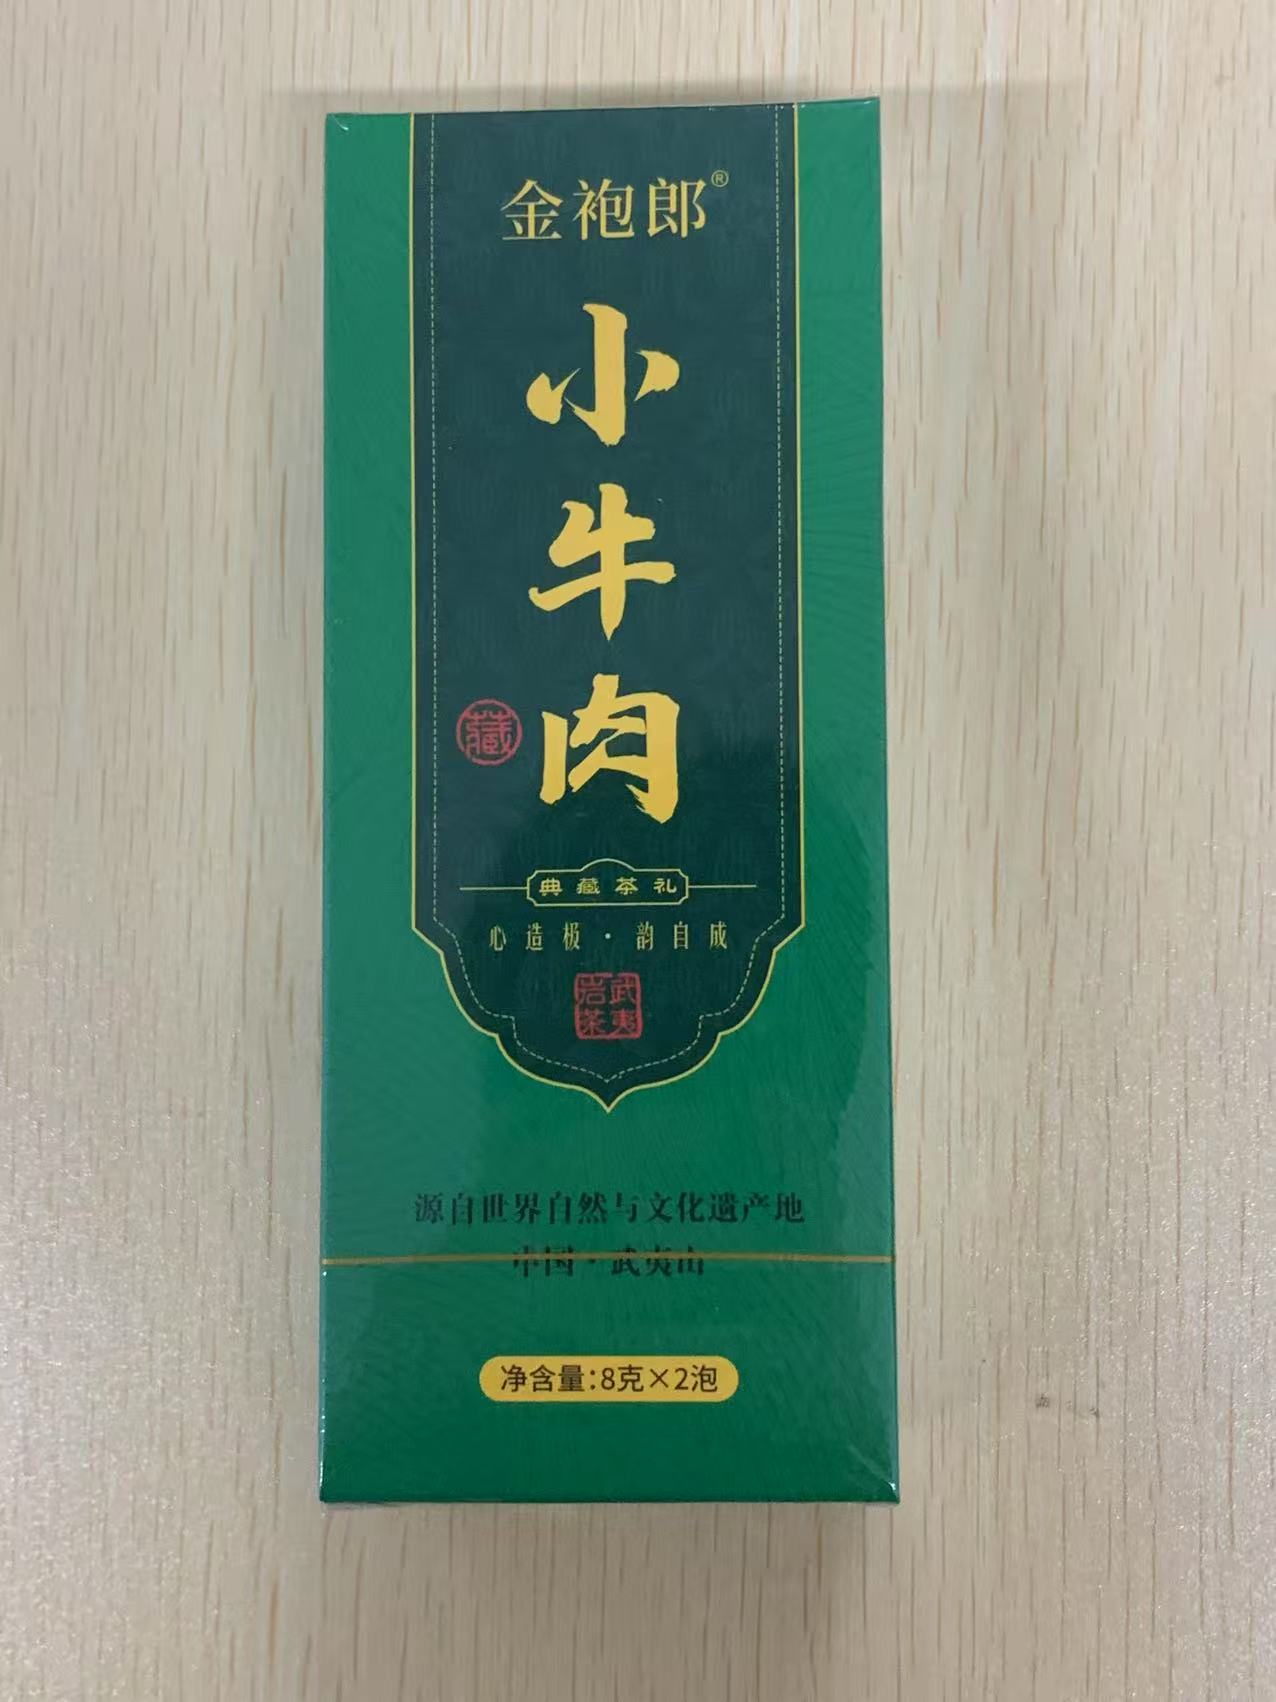 金袍郎®
小牛肉
藏
典藏茶礼
心造极·韵自成
武夷岩茶
源自世界自然与文化遗产地
中国·武夷山
净含量:8克×2泡